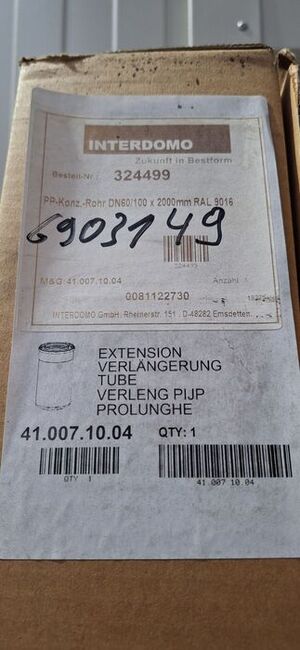 INTERDOMO
Zukunft in Bestform
Bestell-Nr.: 324499
PP-Konz.-Rohr DN60/100 x 2000mm RAL 9016
6903149
324499
M&G 41.007.10.04 Anzahl 1
0081122730
INTERDOMO GmbH, Rheinerstr. 151 D-48282 Emsdetten
EXTENSION
VERLÄNGERUNG
TUBE
VERLENG PIJP
PROLUNGHE
41.007.10.04 QTY: 1
QTY 1
41 007 10 04